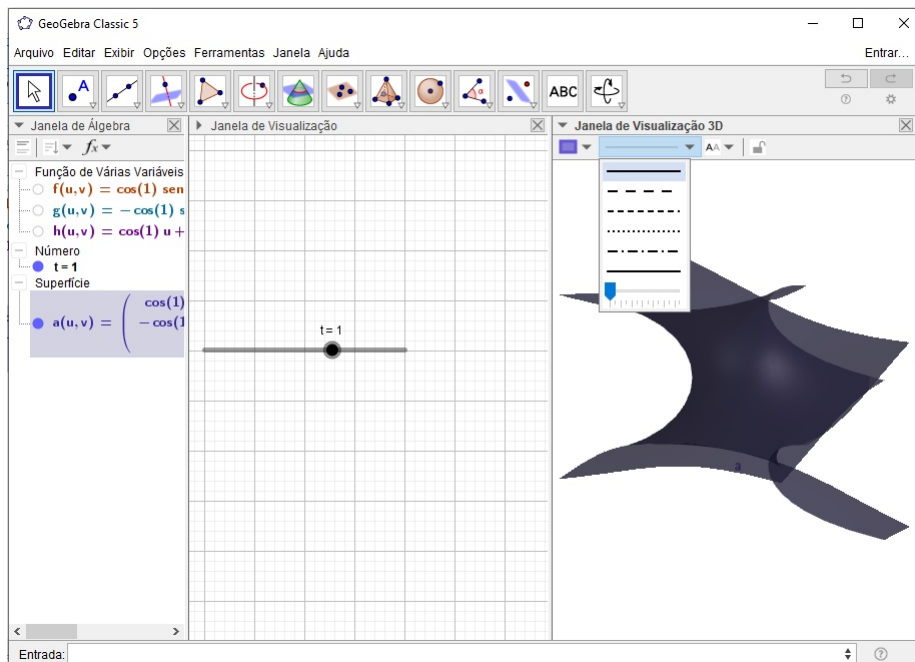 GeoGebra Classic 5
Arquivo Editar Exibir Opções Ferramentas Janela Ajuda Entrar...
A ABC
Janela de Álgebra
Janela de Visualização
Janela de Visualização 3D
fx
AA
Função de Várias Variáveis
f(u,v) = cos(1) sen
g(u,v) = − cos(1) s
h(u,v) = cos(1) u +
Número
t = 1
Superfície
cos(1)
a(u,v) =
− cos(1
t = 1
a
Entrada: